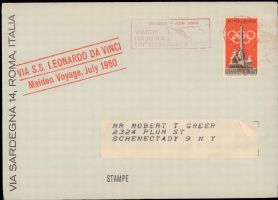 VIA SARDEGNA 14, ROMA, ITALIA
VIA S.S. LEONARDO DA VINCI
Maiden Voyage, July 1960
MR ROBERT T GREER
2324 PLUM ST
SCHENECTADY 9 N Y
STAMPE